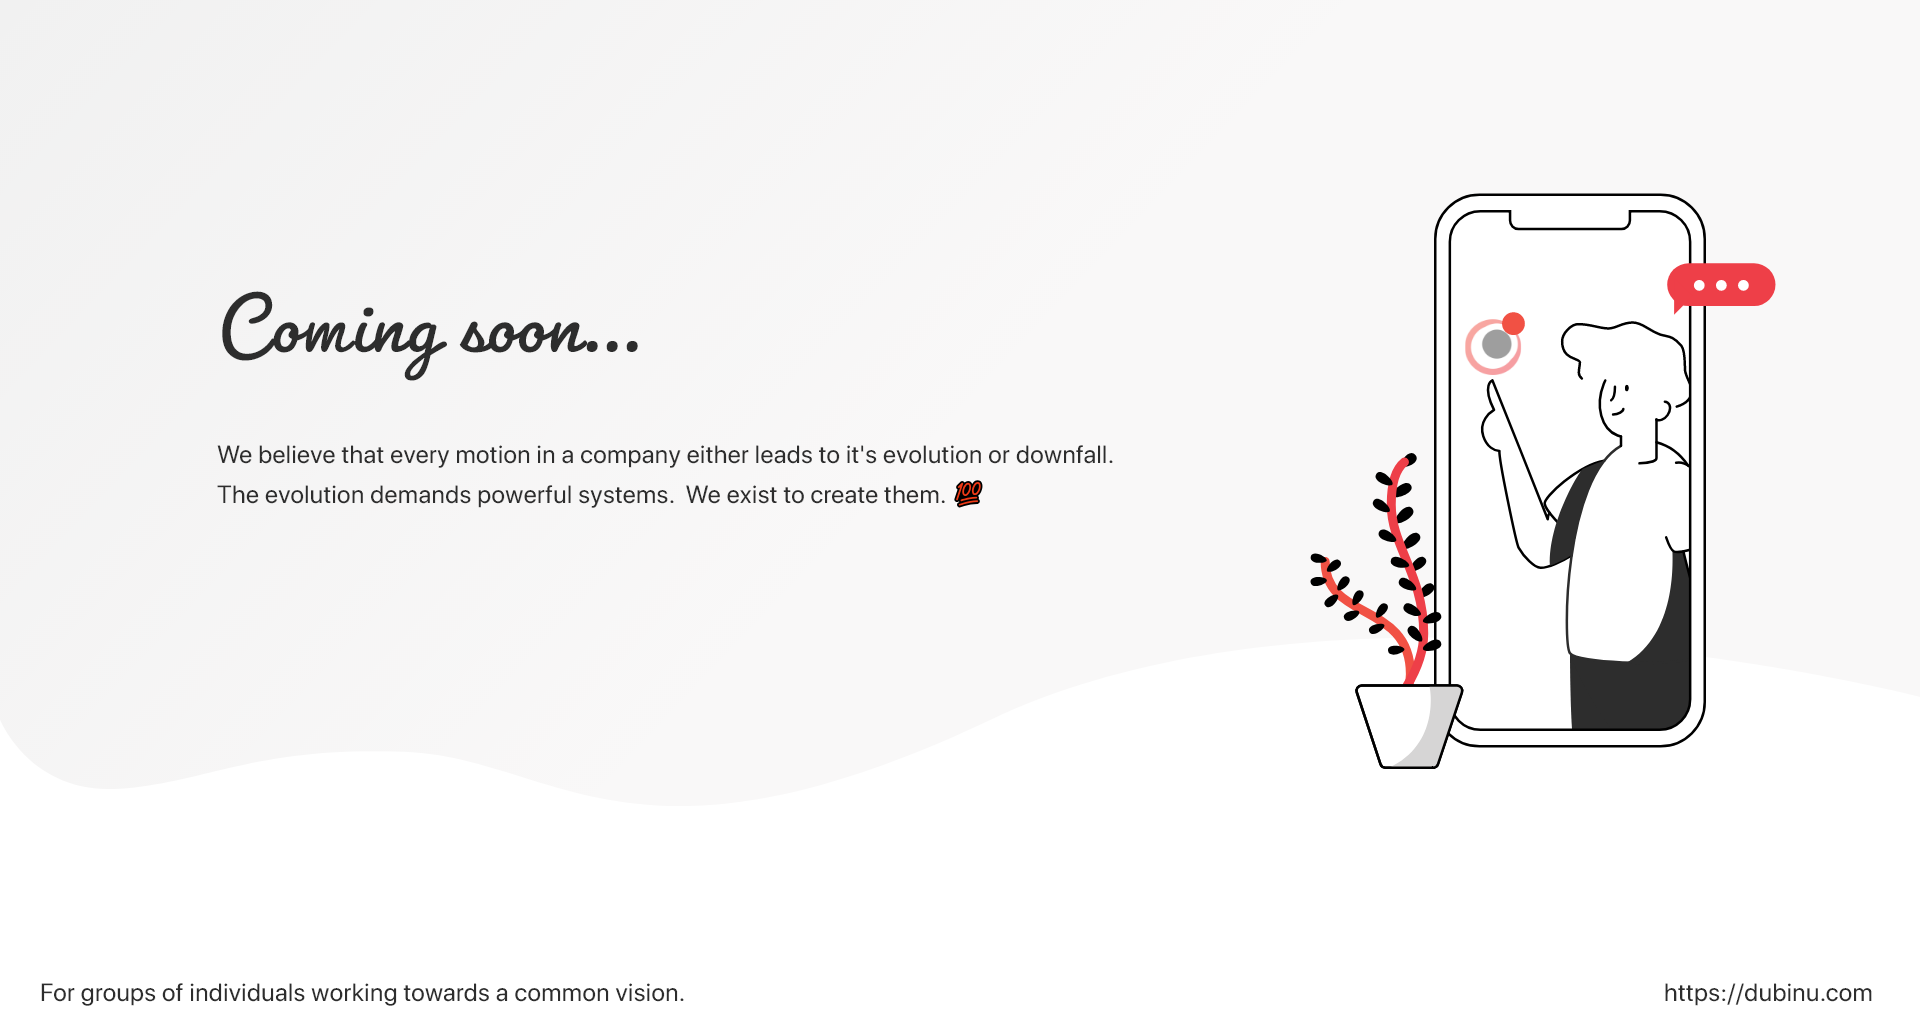 Coming soon...
We believe that every motion in a company either leads to it's evolution or downfall.
The evolution demands powerful systems.  We exist to create them. 💯
For groups of individuals working towards a common vision.
https://dubinu.com